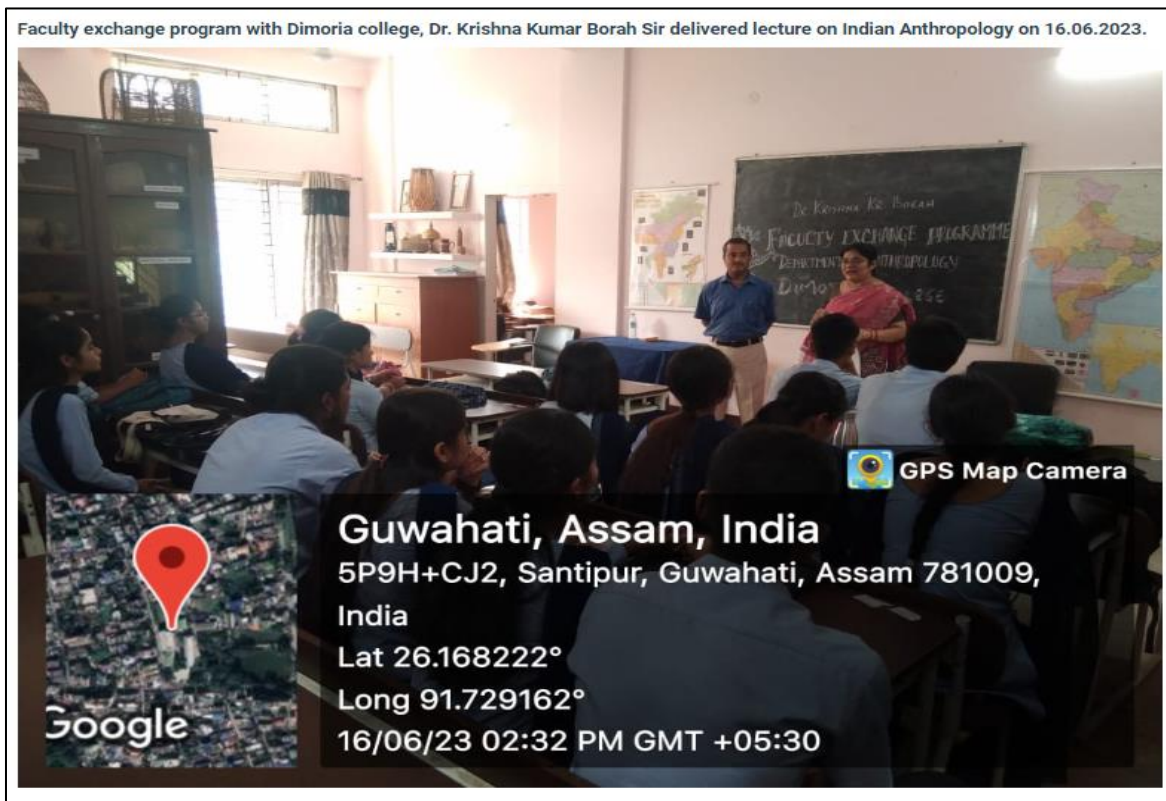 Faculty exchange program with Dimoria college, Dr. Krishna Kumar Borah Sir delivered lecture on Indian Anthropology on 16.06.2023.
Dr Krishna Kr Borah
FACULTY EXCHANGE PROGRAMME
DEPARTMENT ANTHROPOLOGY
GPS Map Camera
Guwahati, Assam, India
5P9H+CJ2, Santipur, Guwahati, Assam 781009,
India
Lat 26.168222°
Long 91.729162°
16/06/23 02:32 PM GMT +05:30
Google